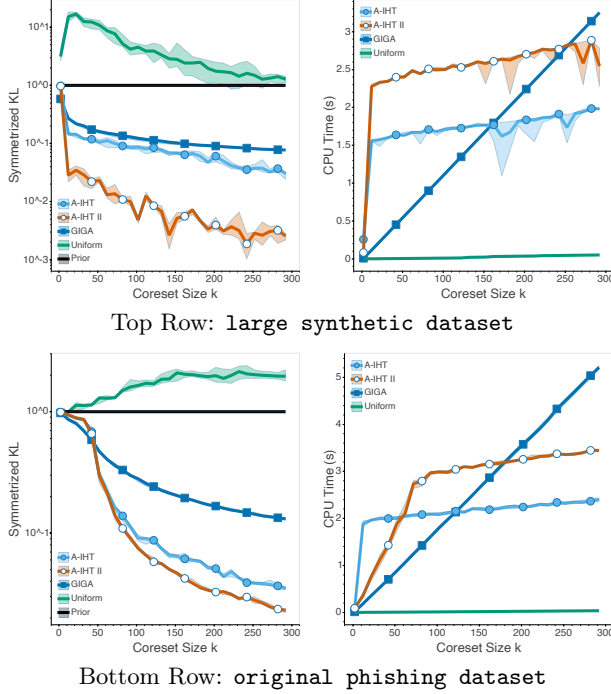 10^1
10^0
10^-1
10^-2
10^-3
Symmetrized KL
A-IHT
A-IHT II
GIGA
Uniform
Prior
0 50 100 150 200 250 300
Coreset Size k
3
2.5
2
1.5
1
0.5
0
CPU Time (s)
A-IHT
A-IHT II
GIGA
Uniform
0 50 100 150 200 250 300
Coreset Size k
Top Row: large synthetic dataset
10^0
10^-1
Symmetrized KL
A-IHT
A-IHT II
GIGA
Uniform
Prior
0 50 100 150 200 250 300
Coreset Size k
5
4
3
2
1
0
CPU Time (s)
A-IHT
A-IHT II
GIGA
Uniform
0 50 100 150 200 250 300
Coreset Size k
Bottom Row: original phishing dataset